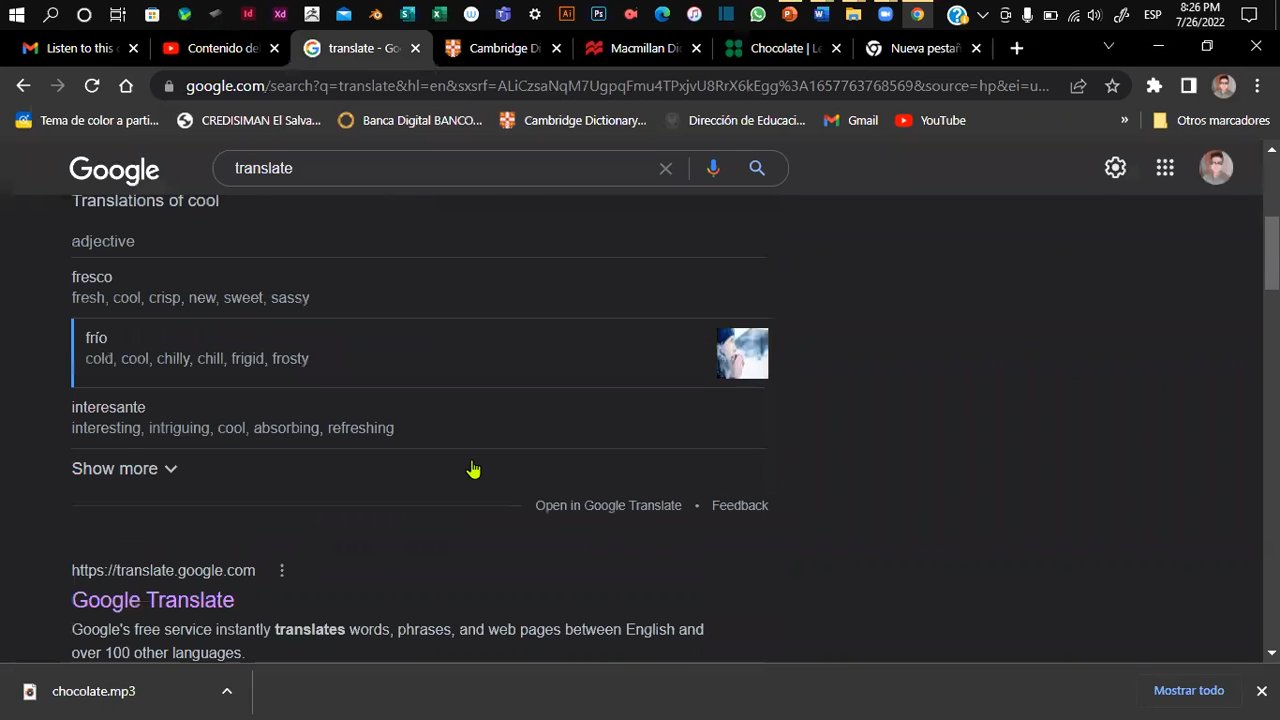 8:26 PM
ESP
7/26/2022
Listen to this
Contenido de
translate - Go
Cambridge Di
Macmillan Dic
Chocolate | Le
Nueva pestañ
google.com/search?q=translate&hl=en&sxsrf=ALiCzsaNqM7UgpqFmu4TPxjvU8RrX6kEgg%3A1657763768569&source=hp&ei=u...
Tema de color a parti...
CREDISIMAN El Salva...
Banca Digital BANCO...
Cambridge Dictionary...
Dirección de Educaci...
Gmail
YouTube
»
Otros marcadores
Google
translate
Translations of cool
adjective
fresco
fresh, cool, crisp, new, sweet, sassy
frío
cold, cool, chilly, chill, frigid, frosty
interesante
interesting, intriguing, cool, absorbing, refreshing
Show more
Open in Google Translate • Feedback
https://translate.google.com
Google Translate
Google's free service instantly translates words, phrases, and web pages between English and
over 100 other languages.
chocolate.mp3
Mostrar todo